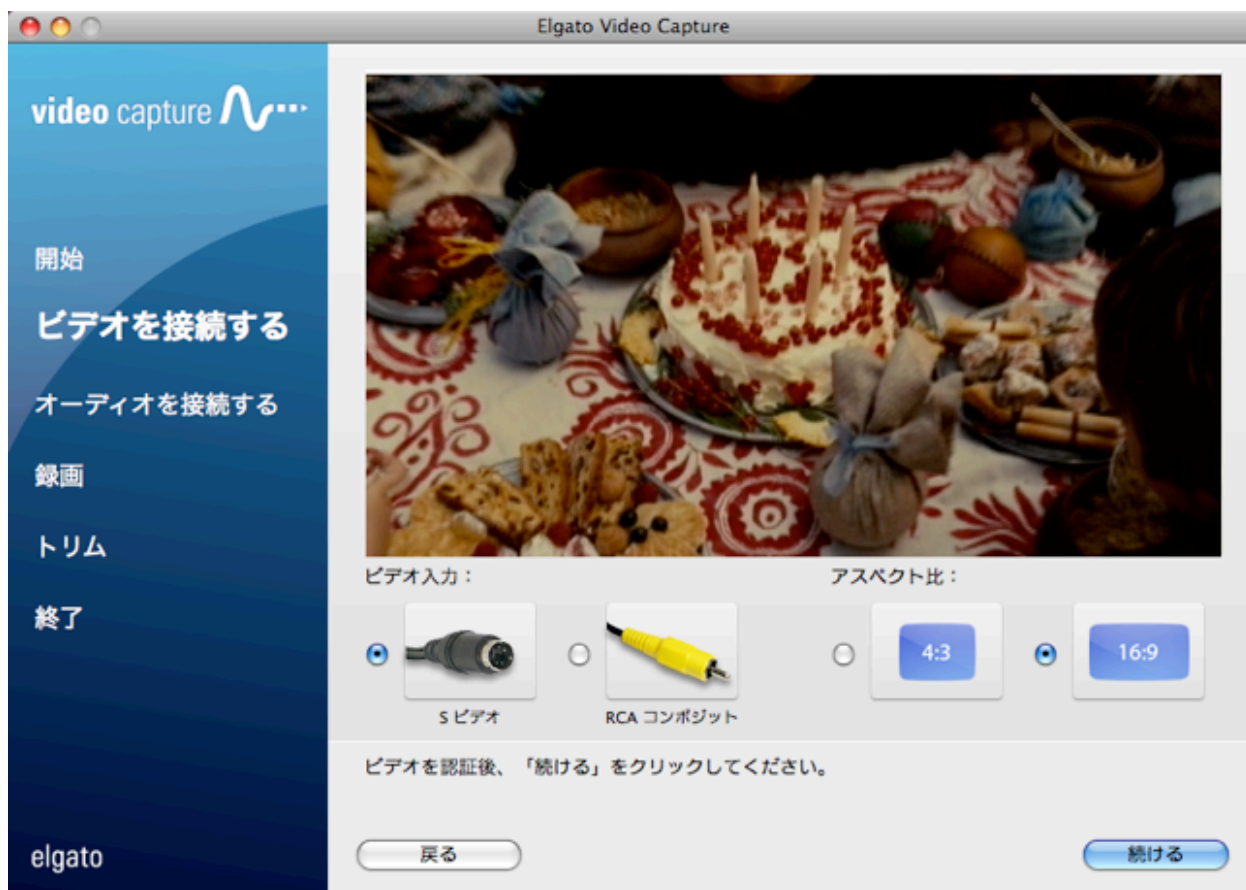 Elgato Video Capture
video capture
開始
ビデオを接続する
オーディオを接続する
録画
トリム
終了
elgato
ビデオ入力：
アスペクト比：
4:3
16:9
S ビデオ
RCA コンポジット
ビデオを認証後、「続ける」をクリックしてください。
戻る
続ける